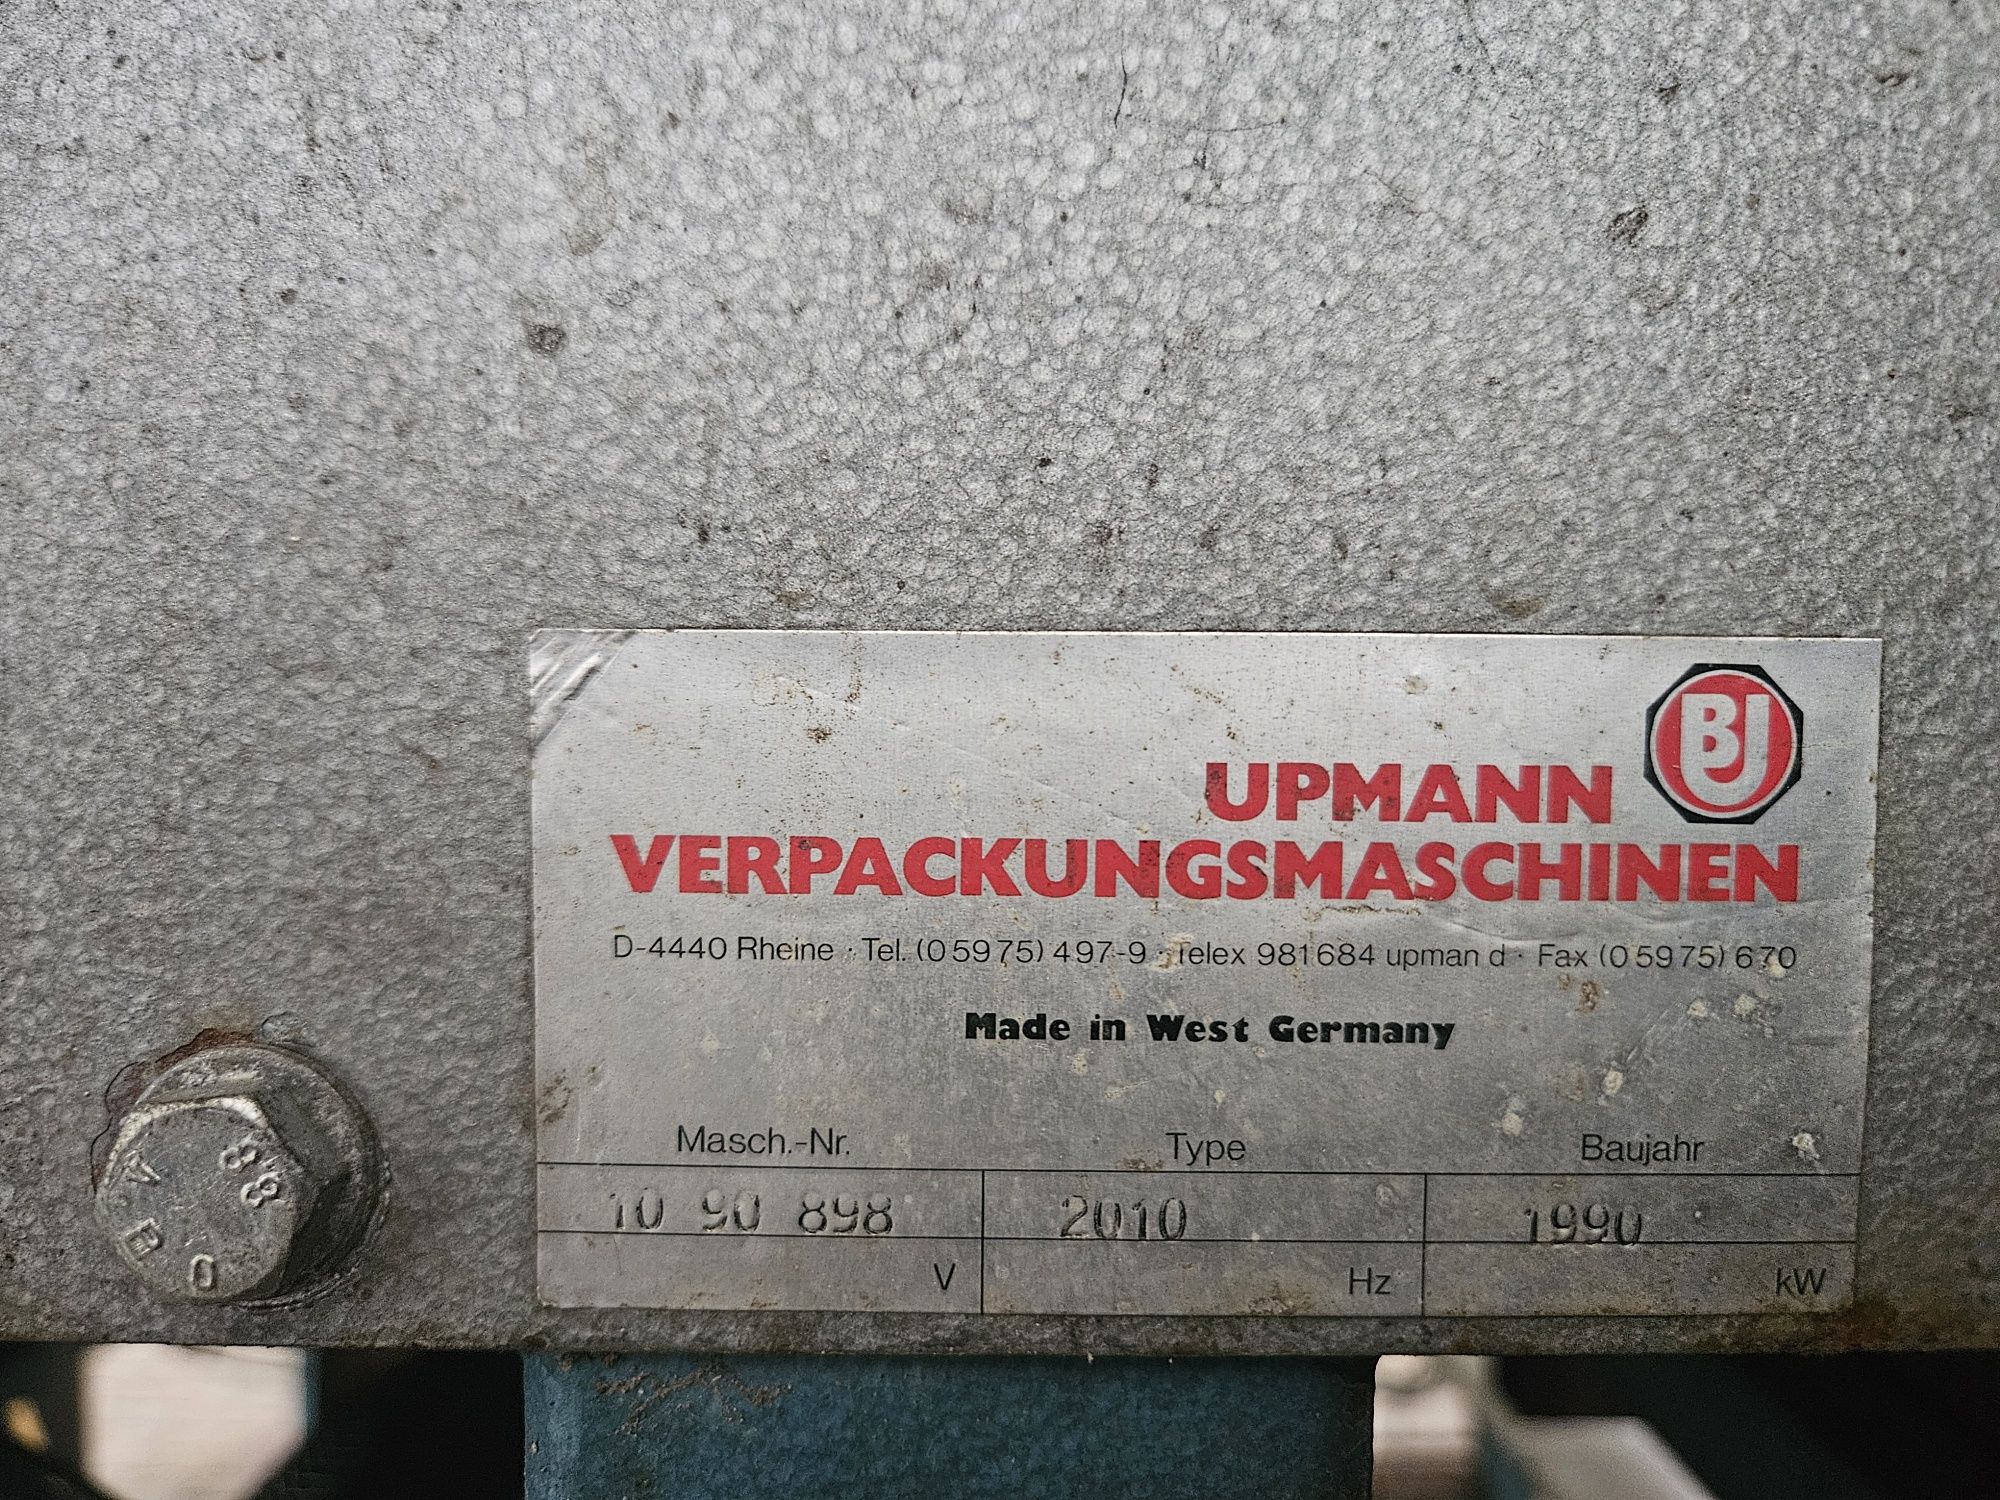 BU
UPMANN
VERPACKUNGSMASCHINEN
D-4440 Rheine · Tel. (05975) 497-9 · Telex 981684 upman d · Fax (05975) 670
Made in West Germany
Masch.-Nr. Type Baujahr
10 90 898 2010 1990
V Hz kW
8.8